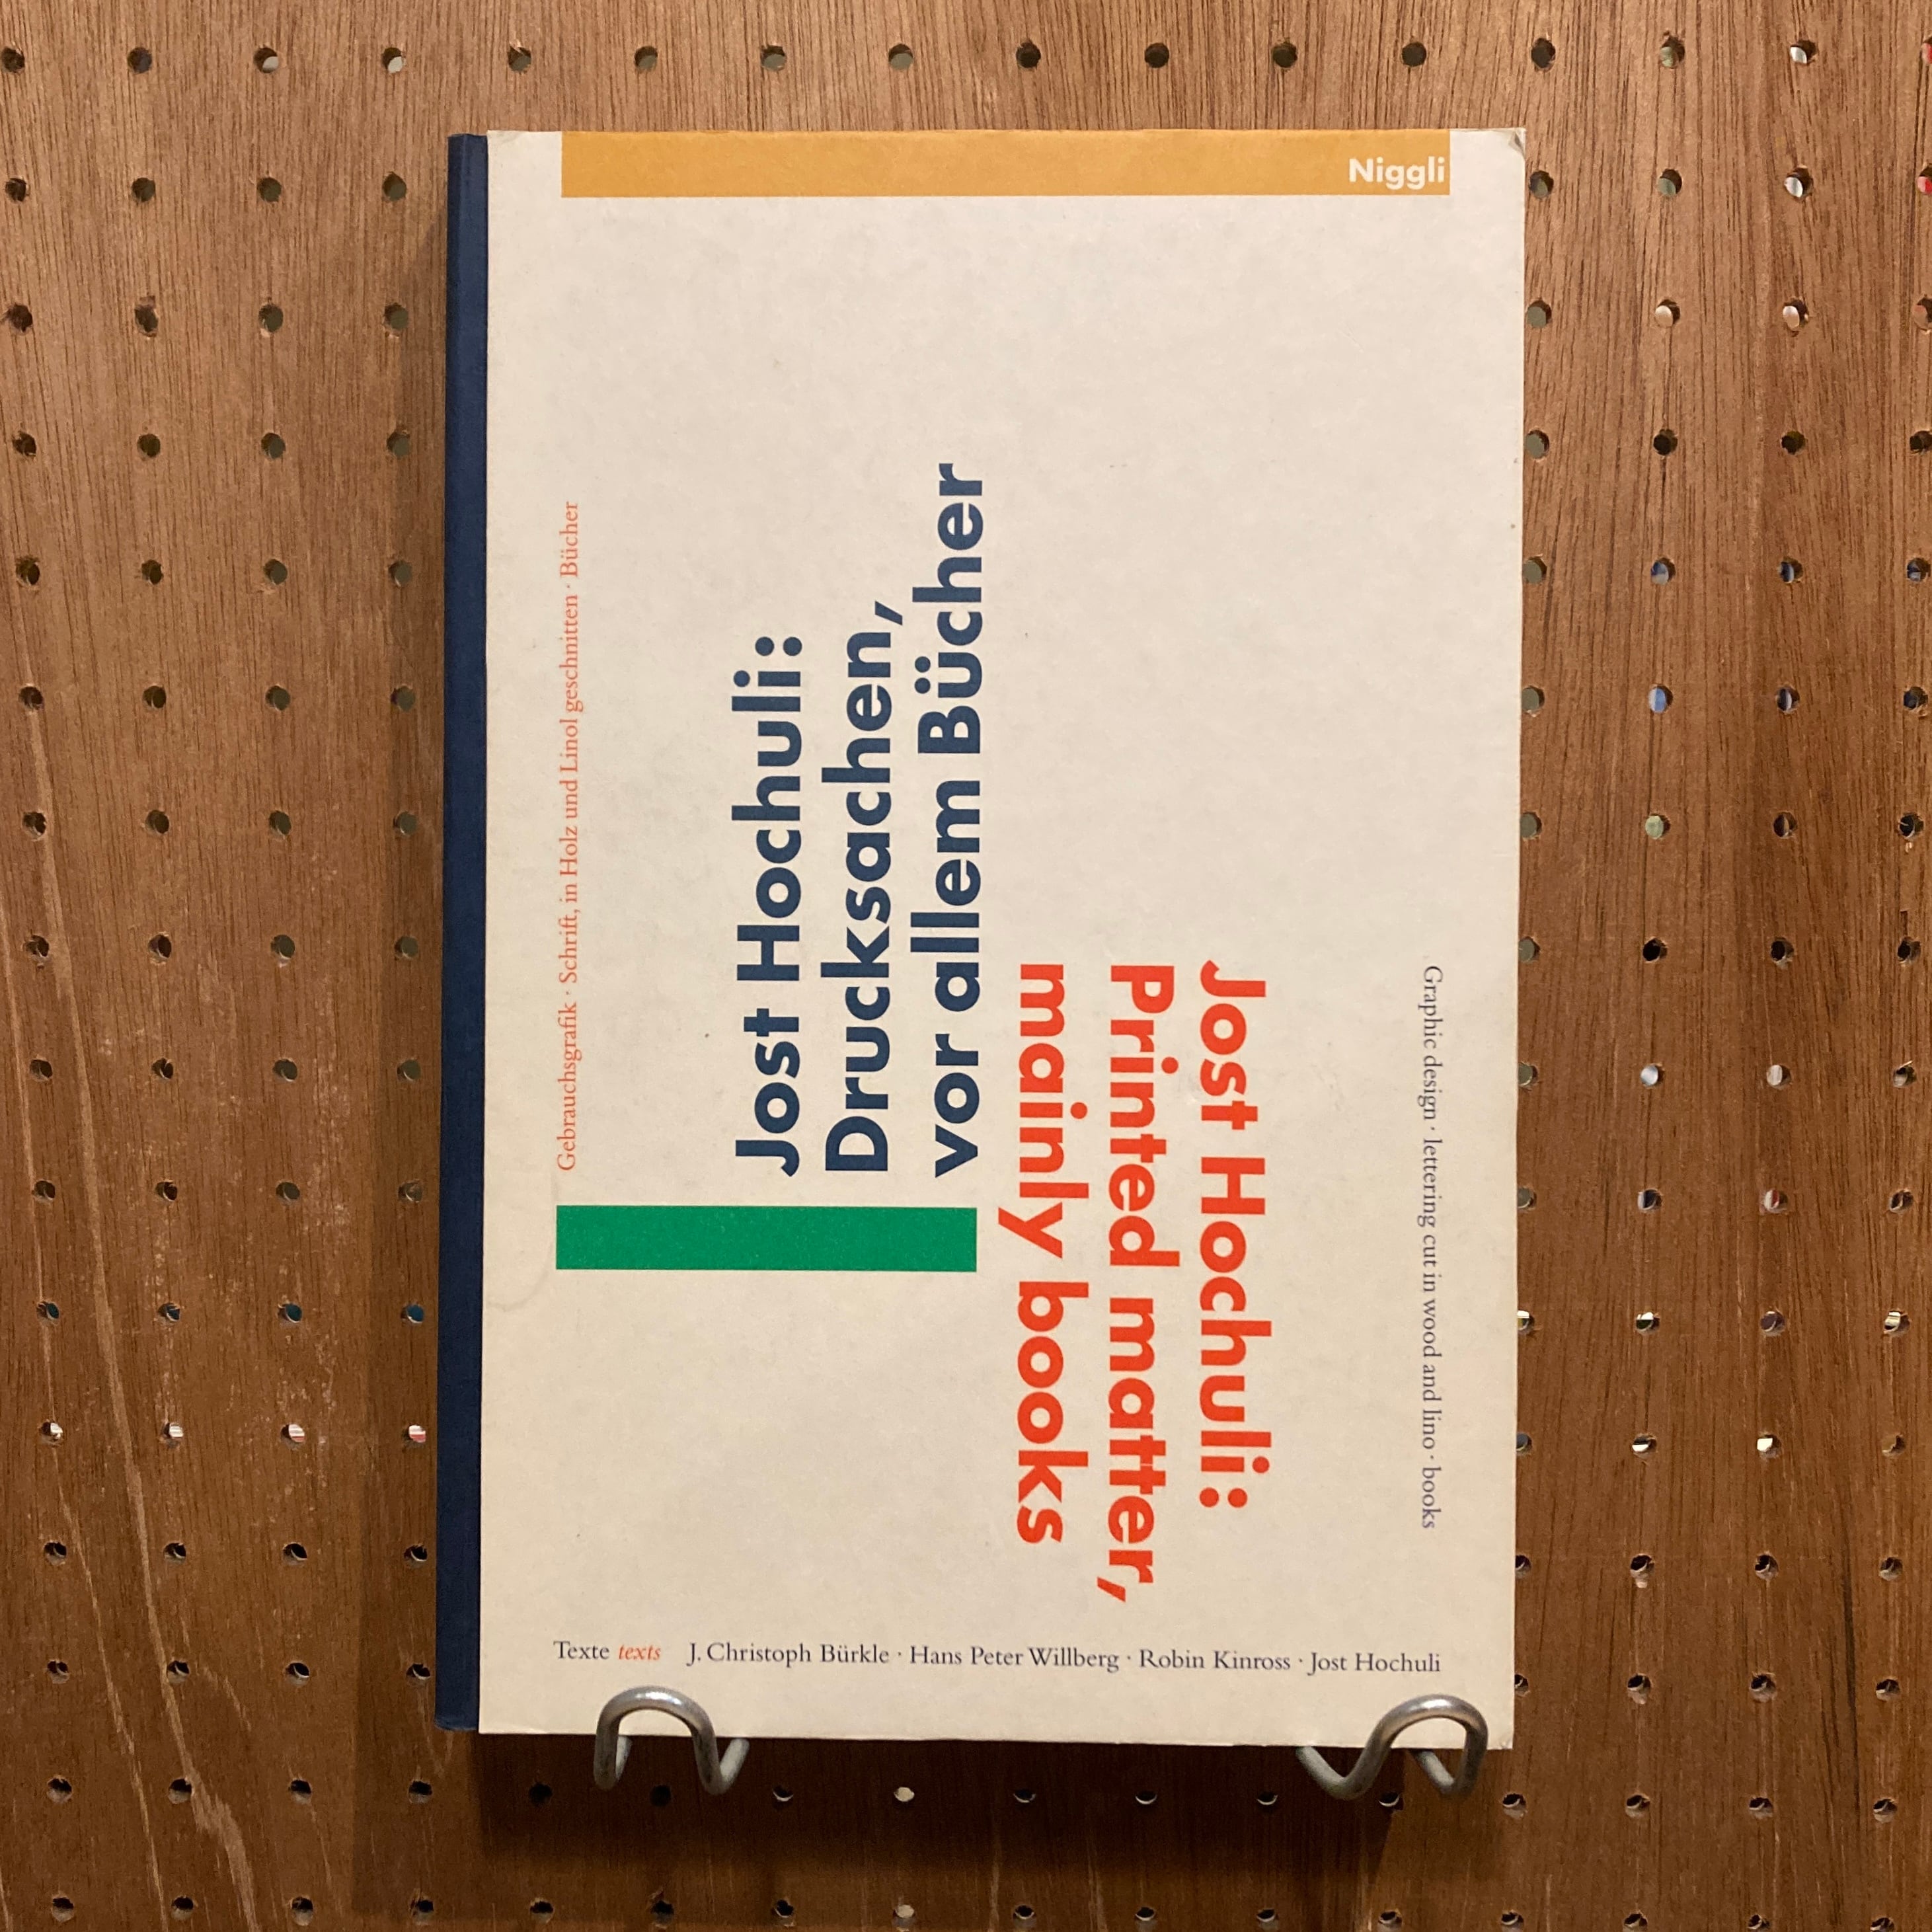 Niggli
Gebrauchsgrafik · Schrift, in Holz und Linol geschnitten · Bücher
Jost Hochuli:
Drucksachen,
vor allem Bücher
Jost Hochuli:
Printed matter,
mainly books
Graphic design · lettering cut in wood and lino · books
Texte texts J. Christoph Bürkle · Hans Peter Willberg · Robin Kinross · Jost Hochuli